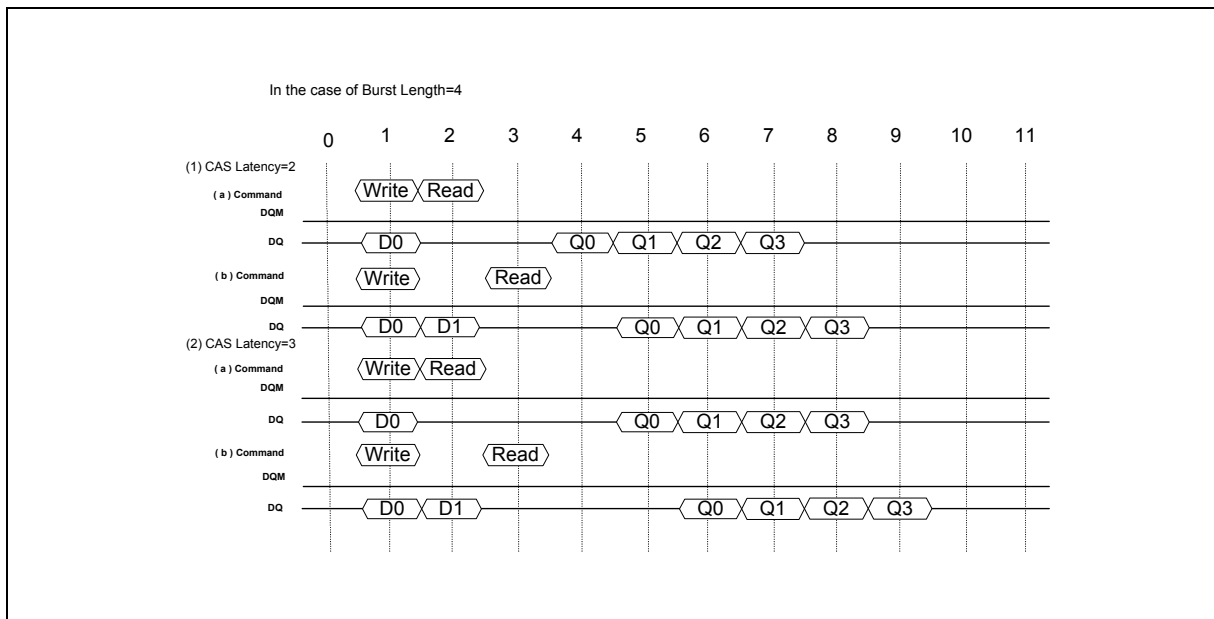 In the case of Burst Length=4
0 1 2 3 4 5 6 7 8 9 10 11
(1) CAS Latency=2
( a ) Command Write Read
DQM
DQ D0 Q0 Q1 Q2 Q3
( b ) Command Write Read
DQM
DQ D0 D1 Q0 Q1 Q2 Q3
(2) CAS Latency=3
( a ) Command Write Read
DQM
DQ D0 Q0 Q1 Q2 Q3
( b ) Command Write Read
DQM
DQ D0 D1 Q0 Q1 Q2 Q3